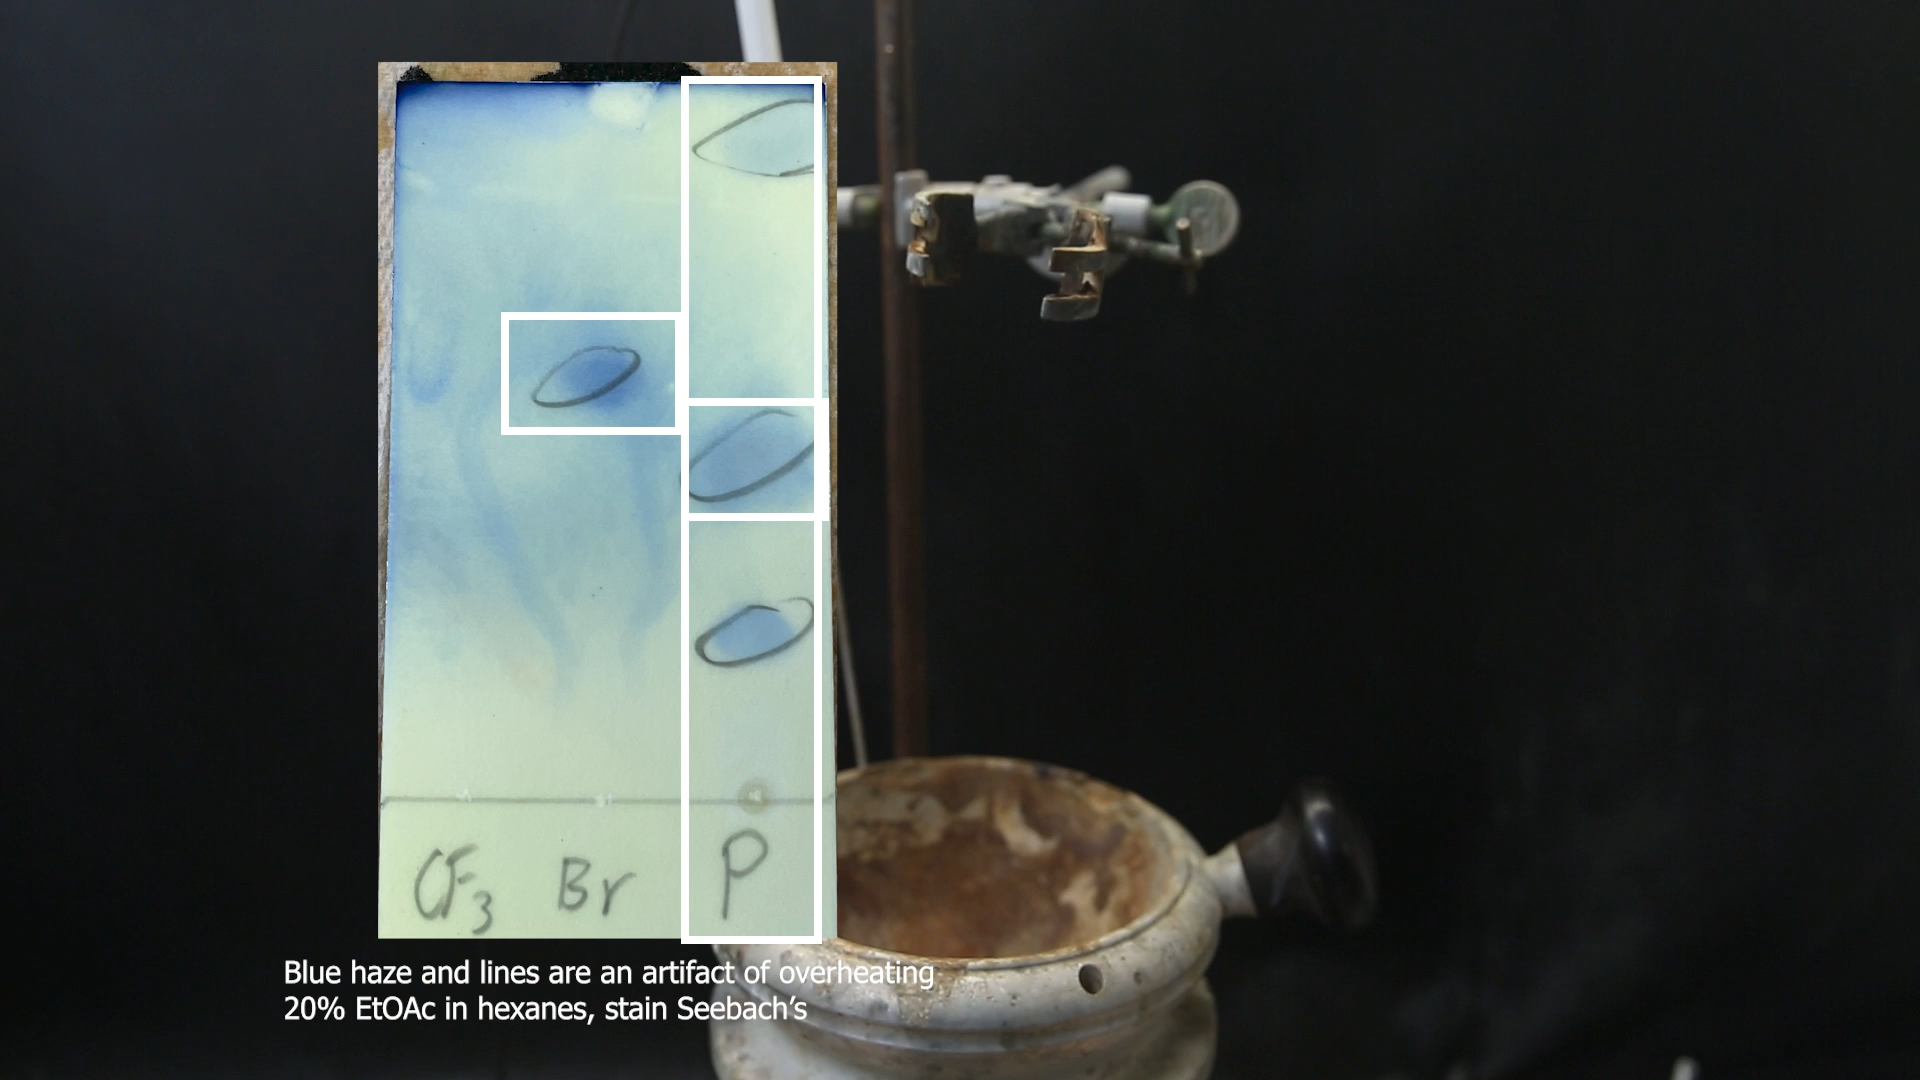 CF3 Br P
Blue haze and lines are an artifact of overheating
20% EtOAc in hexanes, stain Seebach’s